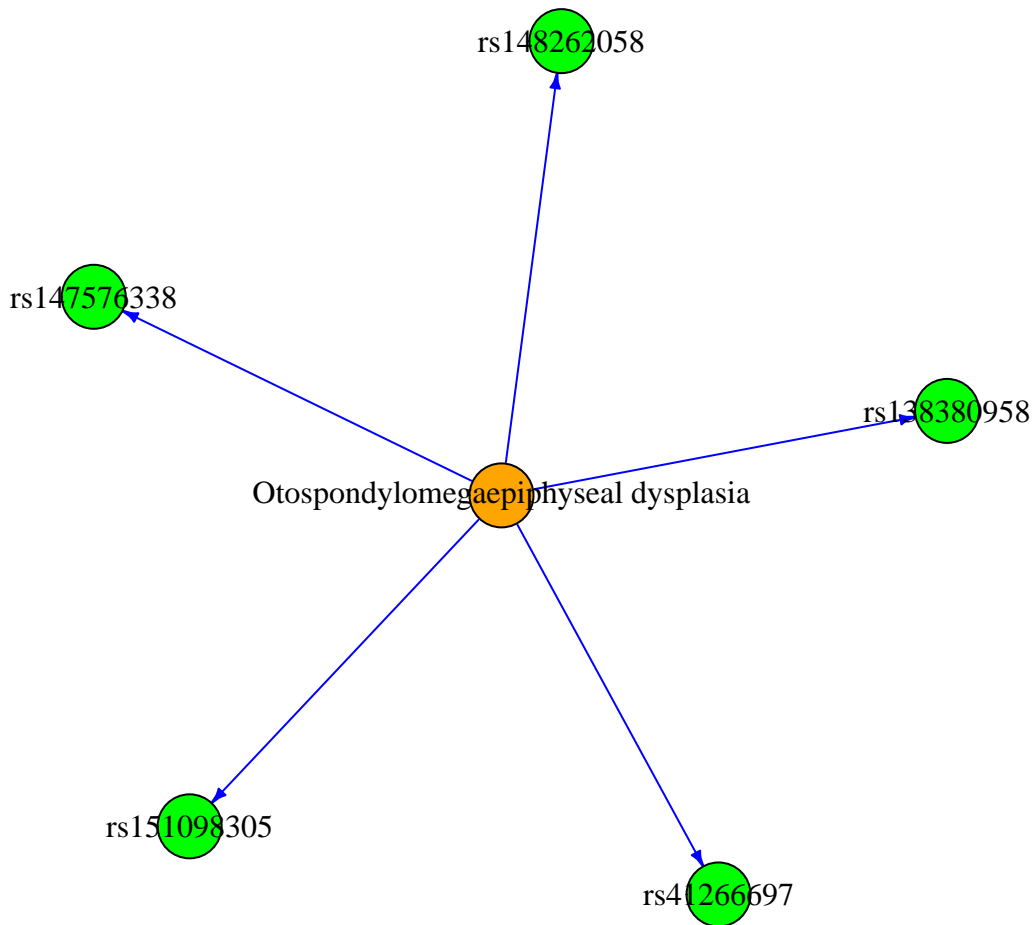 rs148262058
rs147576338
rs138380958
Otospondylomegaepiphyseal dysplasia
rs151098305
rs41266697